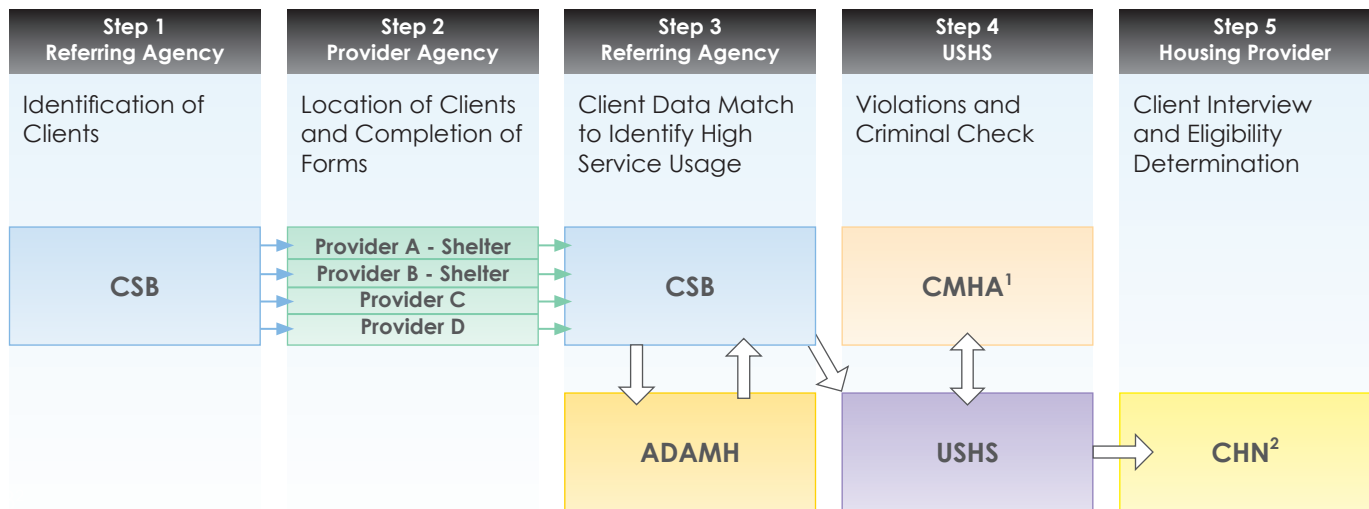 Step 1
Referring Agency
Step 2
Provider Agency
Step 3
Referring Agency
Step 4
USHS
Step 5
Housing Provider
Identification of
Clients
Location of Clients
and Completion of
Forms
Client Data Match
to Identify High
Service Usage
Violations and
Criminal Check
Client Interview
and Eligibility
Determination
CSB
Provider A - Shelter
Provider B - Shelter
Provider C
Provider D
CSB
CMHA¹
ADAMH
USHS
CHN²